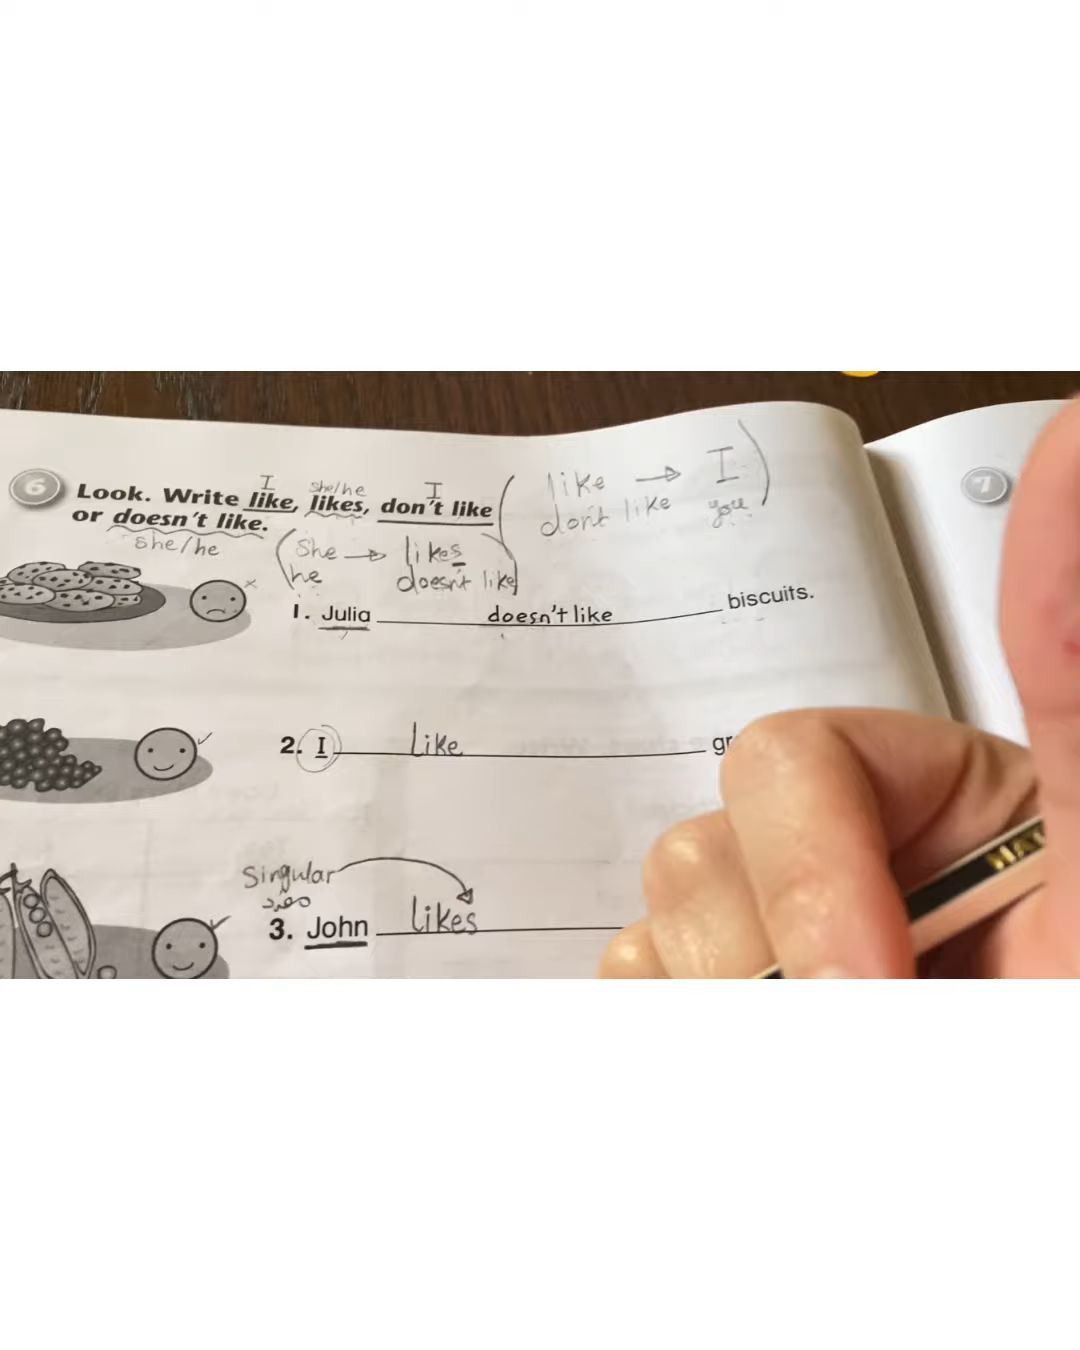 6
I she/he I
Look. Write like, likes, don't like
or doesn't like.
she/he
like → I
don't like you
She → likes
he doesn't like
1. Julia doesn't like biscuits.
2. I like gr
Singular
مفرد
3. John likes
7